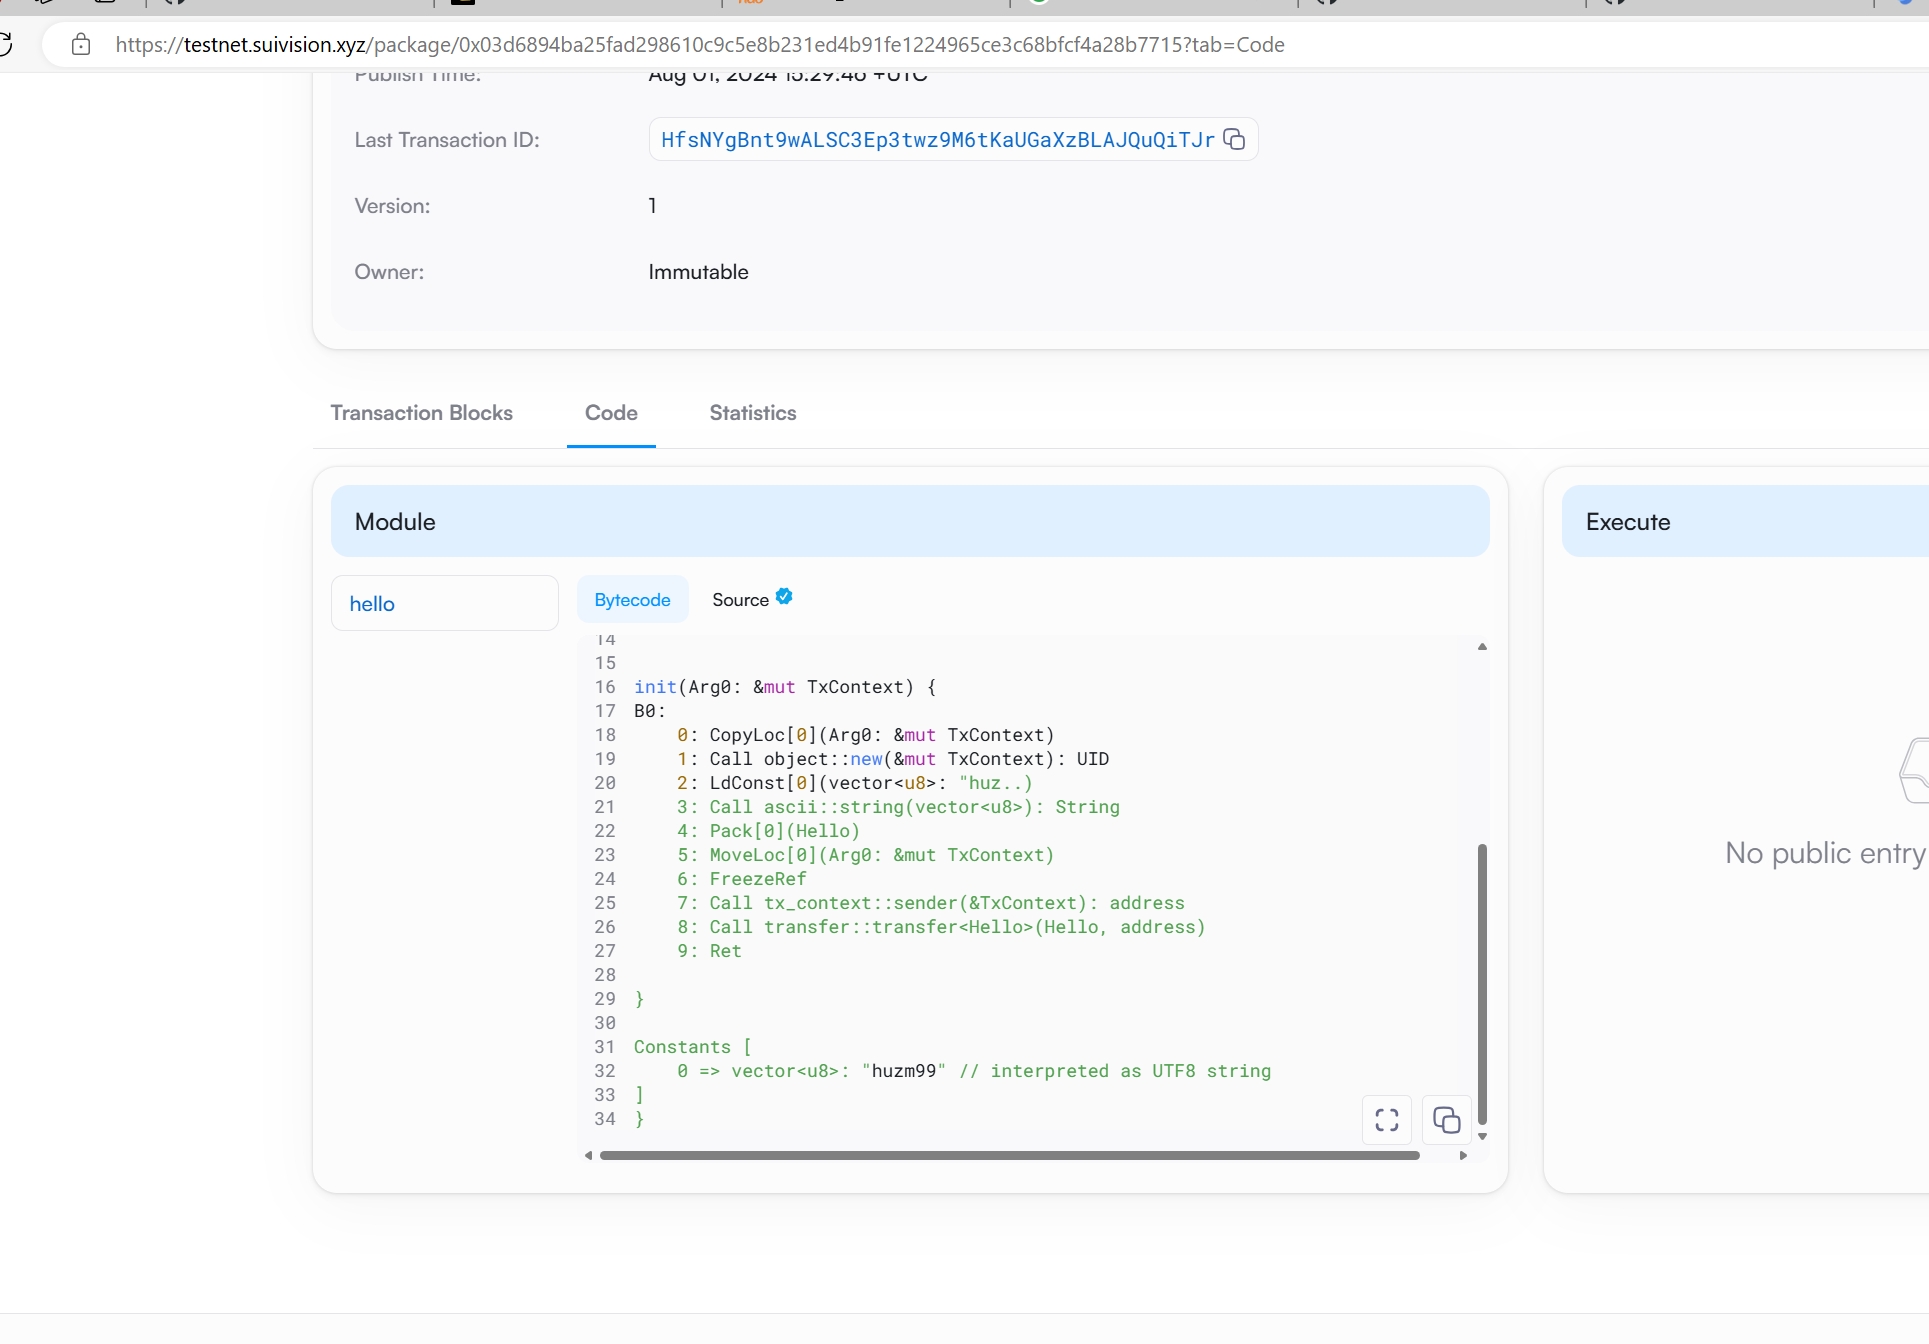 https://testnet.suivision.xyz/package/0x03d6894ba25fad298610c9c5e8b231ed4b91fe1224965ce3c68bfcf4a28b7715?tab=Code
Publish Time: Aug 01, 2024 15:29:46 +UTC
Last Transaction ID: HfsNYgBnt9wALSC3Ep3twz9M6tKaUGaXzBLAJQuQiTJr
Version: 1
Owner: Immutable
Transaction Blocks Code Statistics
Module
Execute
hello
Bytecode Source
14
15
16 init(Arg0: &mut TxContext) {
17 B0:
18 0: CopyLoc[0](Arg0: &mut TxContext)
19 1: Call object::new(&mut TxContext): UID
20 2: LdConst[0](vector<u8>: "huz..)
21 3: Call ascii::string(vector<u8>): String
22 4: Pack[0](Hello)
23 5: MoveLoc[0](Arg0: &mut TxContext)
24 6: FreezeRef
25 7: Call tx_context::sender(&TxContext): address
26 8: Call transfer::transfer<Hello>(Hello, address)
27 9: Ret
28
29 }
30
31 Constants [
32 0 => vector<u8>: "huzm99" // interpreted as UTF8 string
33 ]
34 }
No public entry